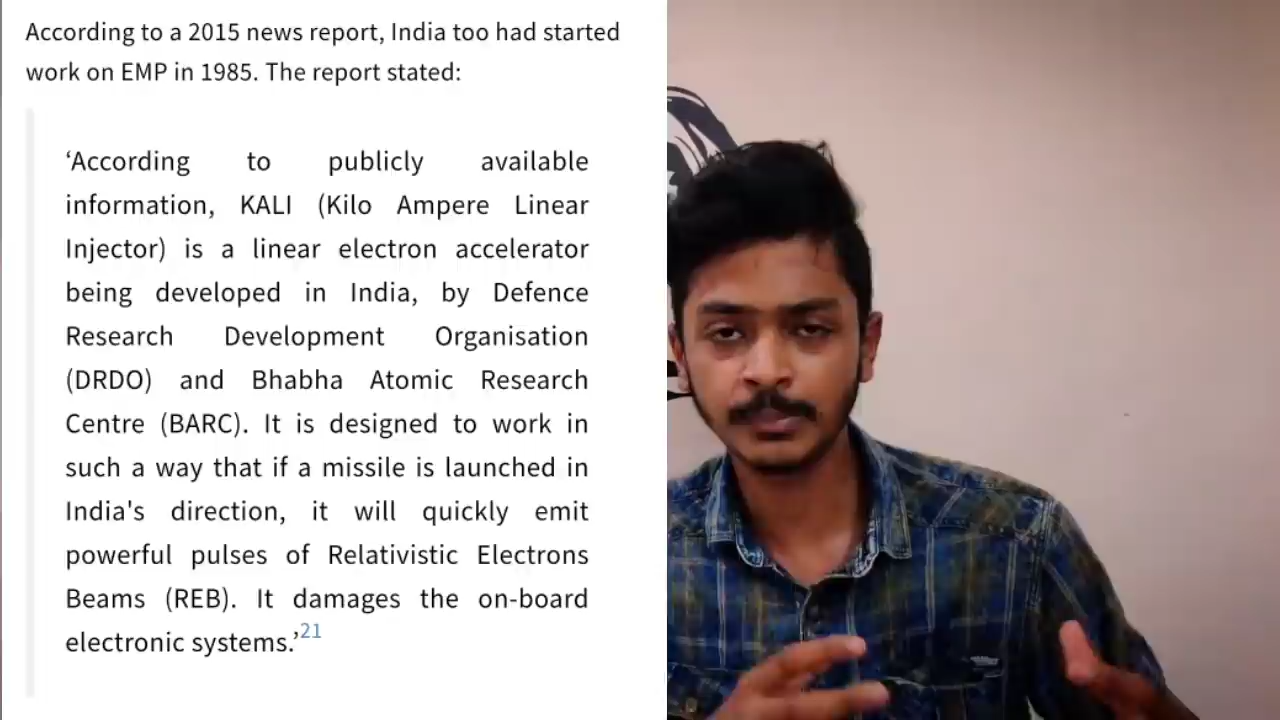 According to a 2015 news report, India too had started
work on EMP in 1985. The report stated:
‘According to publicly available
information, KALI (Kilo Ampere Linear
Injector) is a linear electron accelerator
being developed in India, by Defence
Research Development Organisation
(DRDO) and Bhabha Atomic Research
Centre (BARC). It is designed to work in
such a way that if a missile is launched in
India's direction, it will quickly emit
powerful pulses of Relativistic Electrons
Beams (REB). It damages the on-board
electronic systems.’21